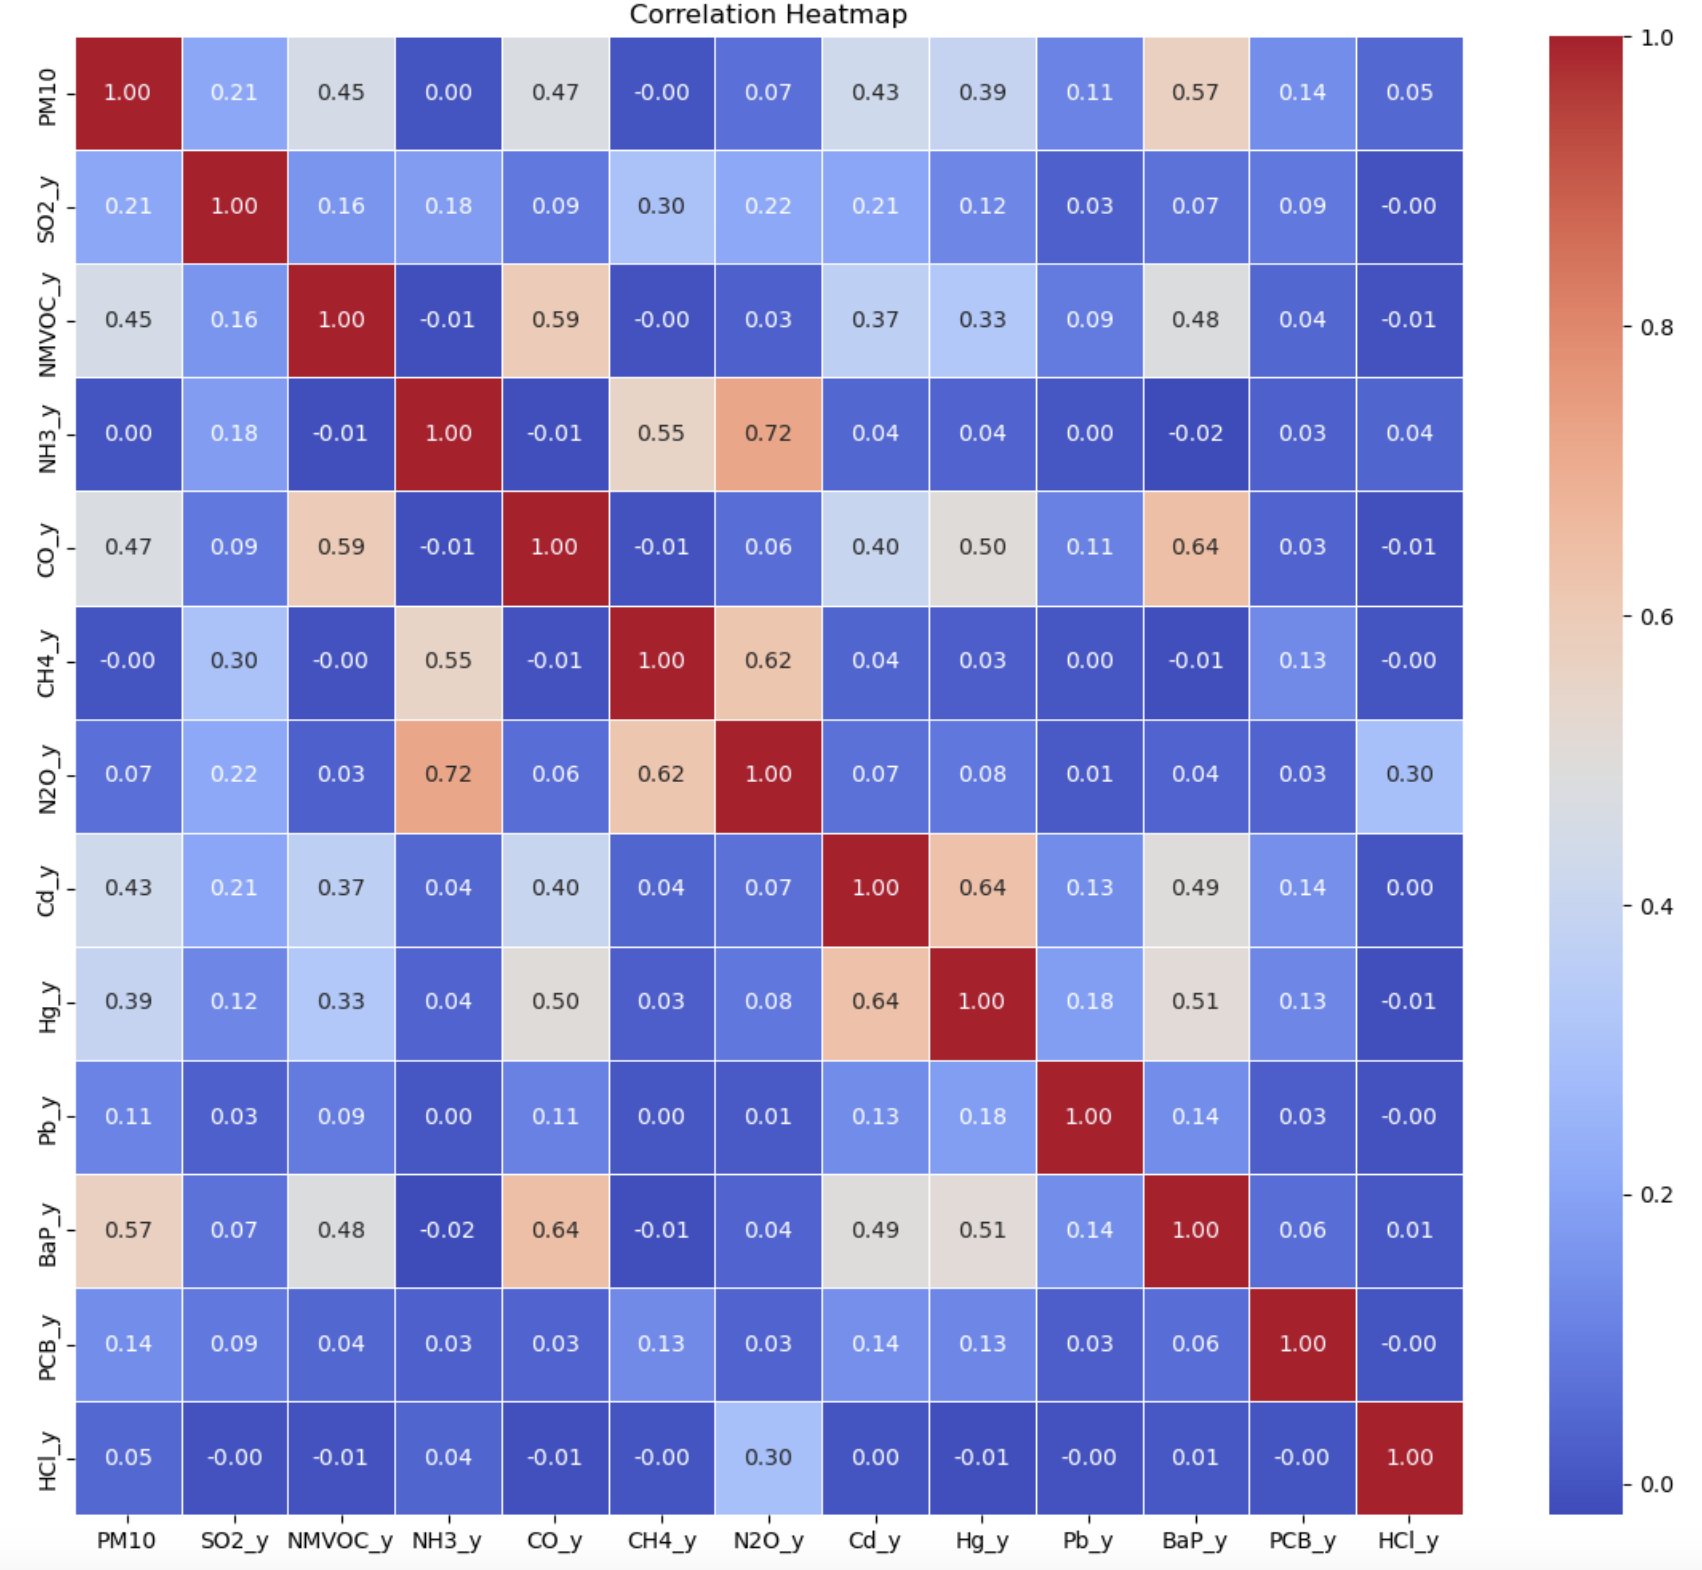 Correlation Heatmap
PM10 1.00 0.21 0.45 0.00 0.47 -0.00 0.07 0.43 0.39 0.11 0.57 0.14 0.05
SO2_y 0.21 1.00 0.16 0.18 0.09 0.30 0.22 0.21 0.12 0.03 0.07 0.09 -0.00
NMVOC_y 0.45 0.16 1.00 -0.01 0.59 -0.00 0.03 0.37 0.33 0.09 0.48 0.04 -0.01
NH3_y 0.00 0.18 -0.01 1.00 -0.01 0.55 0.72 0.04 0.04 0.00 -0.02 0.03 0.04
CO_y 0.47 0.09 0.59 -0.01 1.00 -0.01 0.06 0.40 0.50 0.11 0.64 0.03 -0.01
CH4_y -0.00 0.30 -0.00 0.55 -0.01 1.00 0.62 0.04 0.03 0.00 -0.01 0.13 -0.00
N2O_y 0.07 0.22 0.03 0.72 0.06 0.62 1.00 0.07 0.08 0.01 0.04 0.03 0.30
Cd_y 0.43 0.21 0.37 0.04 0.40 0.04 0.07 1.00 0.64 0.13 0.49 0.14 0.00
Hg_y 0.39 0.12 0.33 0.04 0.50 0.03 0.08 0.64 1.00 0.18 0.51 0.13 -0.01
Pb_y 0.11 0.03 0.09 0.00 0.11 0.00 0.01 0.13 0.18 1.00 0.14 0.03 -0.00
BaP_y 0.57 0.07 0.48 -0.02 0.64 -0.01 0.04 0.49 0.51 0.14 1.00 0.06 0.01
PCB_y 0.14 0.09 0.04 0.03 0.03 0.13 0.03 0.14 0.13 0.03 0.06 1.00 -0.00
HCl_y 0.05 -0.00 -0.01 0.04 -0.01 -0.00 0.30 0.00 -0.01 -0.00 0.01 -0.00 1.00
PM10 SO2_y NMVOC_y NH3_y CO_y CH4_y N2O_y Cd_y Hg_y Pb_y BaP_y PCB_y HCl_y
1.0
0.8
0.6
0.4
0.2
0.0